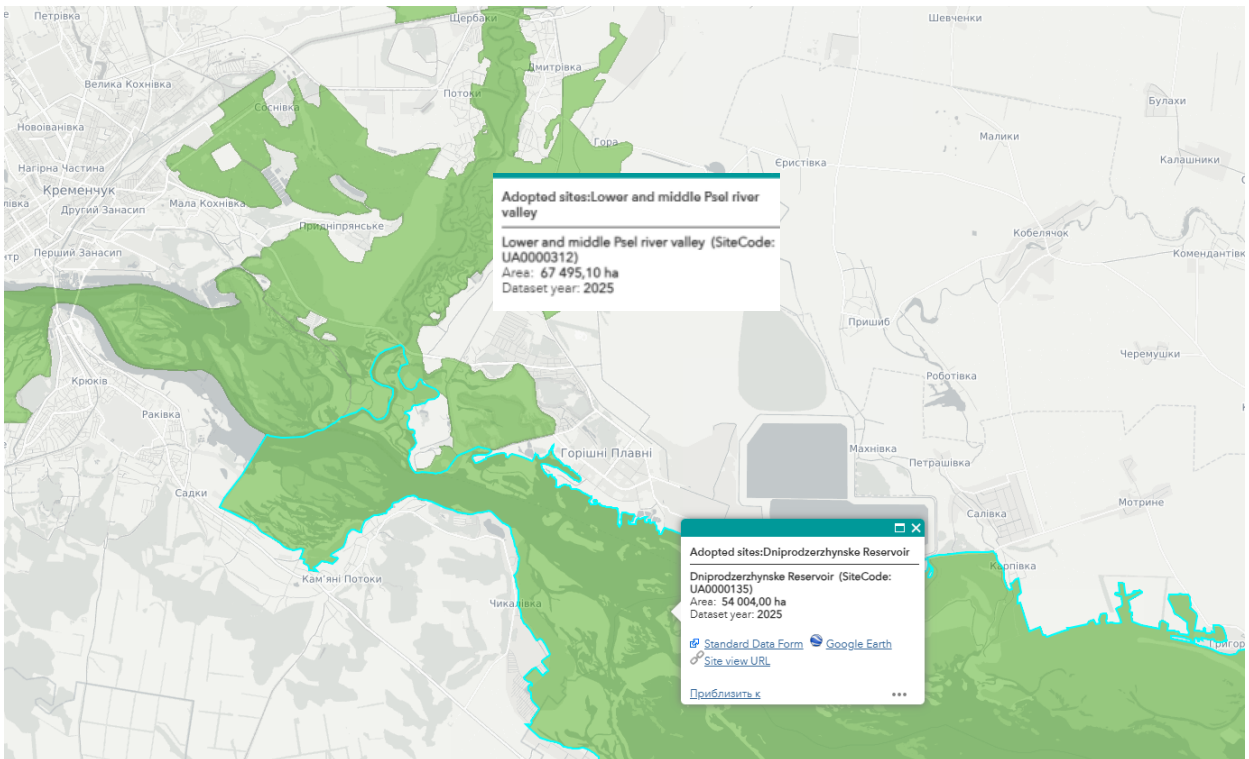 Петрівка
Щербаки
Шевченки
Дмитрівка
Велика Кохнівка
Потоки
Соснівка
Булахи
Новоіванівка
Гора
Малики
Єристівка
Калашники
Нагірна Частина
Кременчук
Мала Кохнівка
Другий Занасип
Придніпрянське
Adopted sites:Lower and middle Psel river
valley
Lower and middle Psel river valley (SiteCode:
UA0000312)
Area: 67 495,10 ha
Dataset year: 2025
Кобелячок
Перший Занасип
Комендантівк
Пришиб
Черемушки
Крюків
Роботівка
Раківка
Горішні Плавні
Махнівка
Петрашівка
Садки
Мотрине
Салівка
Adopted sites:Dniprodzerzhynske Reservoir
Dniprodzerzhynske Reservoir (SiteCode:
UA0000135)
Area: 54 004,00 ha
Dataset year: 2025
Standard Data Form Google Earth
Site view URL
Приблизить к
Карпівка
Кам'яні Потоки
Чикалівка
Григор